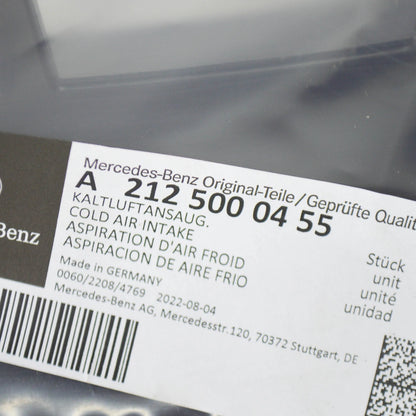 Mercedes-Benz Original-Teile/Geprüfte Qualit
A 212 500 04 55
KALTLUFTANSAUG.
COLD AIR INTAKE
ASPIRATION D'AIR FROID
ASPIRACION DE AIRE FRIO
Stück
unit
unité
unidad
Made in GERMANY
0060/2208/4769 2022-08-04
Mercedes-Benz AG, Mercedesstr.120, 70372 Stuttgart, DE
Benz